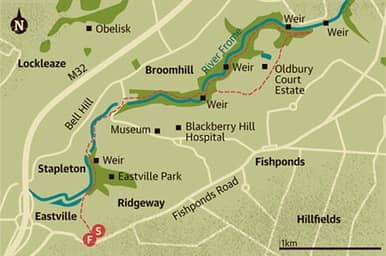 N
Obelisk
Lockleaze
M32
Broomhill
River Frome
Weir
Weir
Weir
Oldbury
Court
Estate
Bell Hill
Weir
Museum
Blackberry Hill
Hospital
Fishponds
Weir
Stapleton
Eastville Park
Eastville
Ridgeway
Fishponds Road
Hillfields
S
F
1km